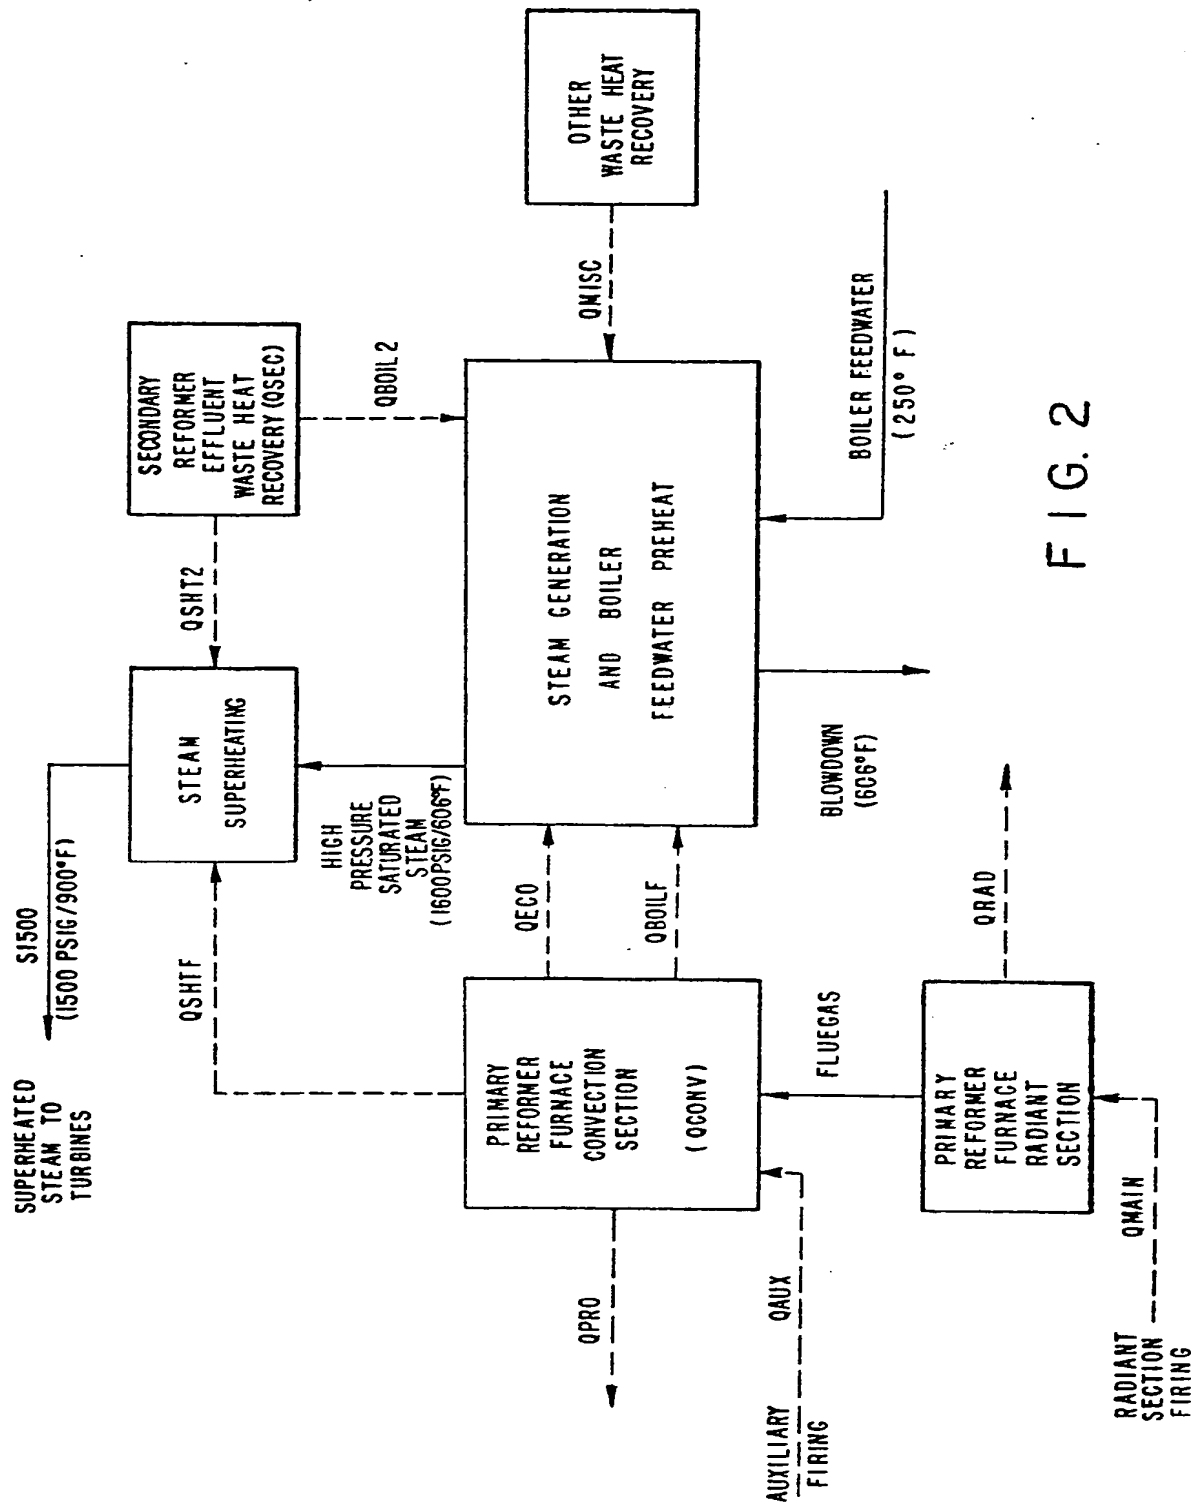 SUPERHEATED
STEAM TO
TURBINES
S1500
(1500 PSIG/900°F)
QSHTF
STEAM
SUPERHEATING
QSHT2
SECONDARY
REFORMER
EFFLUENT
WASTE HEAT
RECOVERY (QSEC)
HIGH
PRESSURE
SATURATED
STEAM
(1600PSIG/606°F)
QBOIL2
PRIMARY
REFORMER
FURNACE
CONVECTION
SECTION
(QCONV)
QPRO
QECO
QBOILF
STEAM GENERATION
AND BOILER
FEEDWATER PREHEAT
QMISC
OTHER
WASTE HEAT
RECOVERY
AUXILIARY
FIRING
QAUX
FLUEGAS
BLOWDOWN
(606°F)
BOILER FEEDWATER
(250° F)
PRIMARY
REFORMER
FURNACE
RADIANT
SECTION
QRAD
RADIANT
SECTION
FIRING
QMAIN
FIG. 2